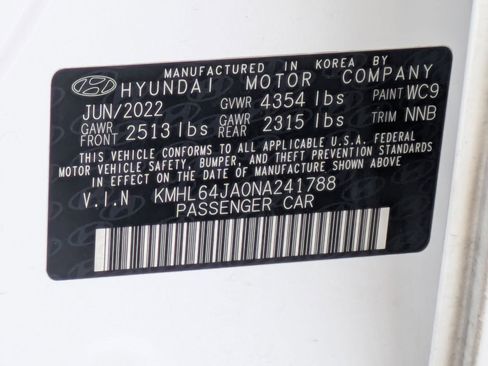 MANUFACTURED IN KOREA BY
HYUNDAI MOTOR COMPANY
JUN/2022 GVWR 4354 lbs PAINT WC9
GAWR FRONT 2513 lbs GAWR REAR 2315 lbs TRIM NNB
THIS VEHICLE CONFORMS TO ALL APPLICABLE U.S.A. FEDERAL
MOTOR VEHICLE SAFETY, BUMPER, AND THEFT PREVENTION STANDARDS
IN EFFECT ON THE DATE OF MANUFACTURE SHOWN ABOVE
V.I.N KMHL64JA0NA241788
PASSENGER CAR